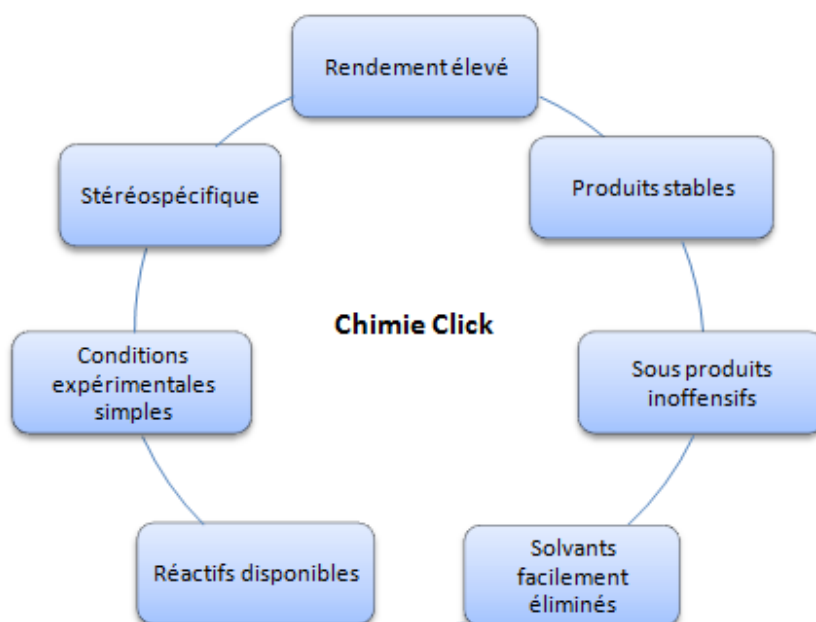 Rendement élevé
Stéréospécifique
Produits stables
Chimie Click
Conditions
expérimentales
simples
Sous produits
inoffensifs
Réactifs disponibles
Solvants
facilement
éliminés